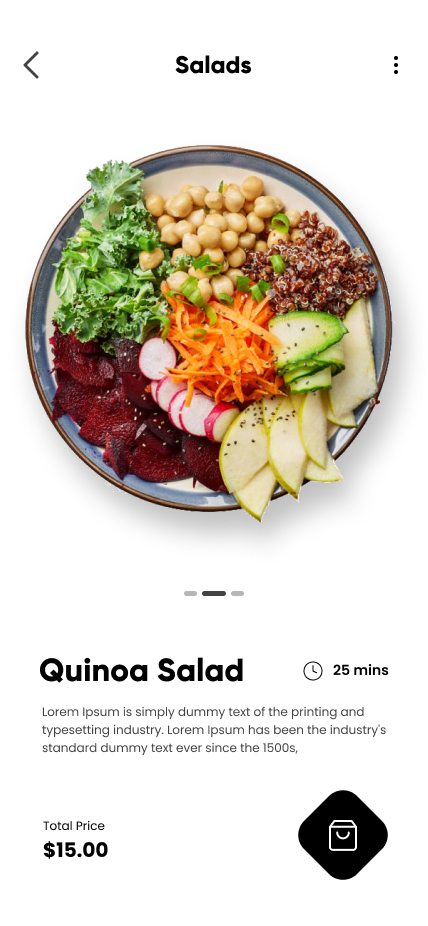 Salads
Quinoa Salad
25 mins
Lorem Ipsum is simply dummy text of the printing and
typesetting industry. Lorem Ipsum has been the industry's
standard dummy text ever since the 1500s,
Total Price
$15.00